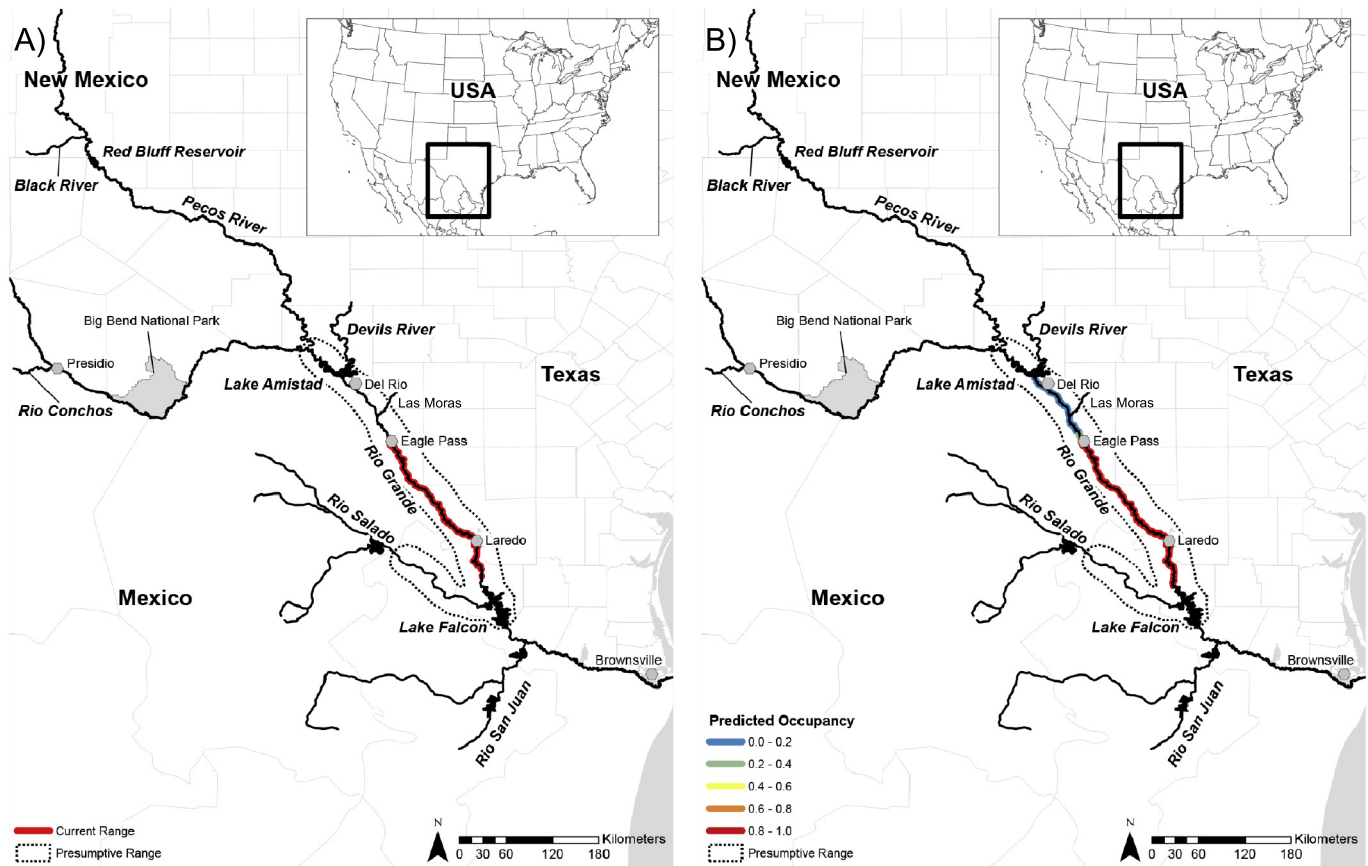 A)
New Mexico
USA
Red Bluff Reservoir
Black River
Pecos River
Devils River
Big Bend National Park
Presidio
Texas
Lake Amistad
Del Rio
Rio Conchos
Las Moras
Eagle Pass
Rio Grande
Rio Salado
Laredo
Mexico
Lake Falcon
Brownsville
Rio San Juan
N
Current Range
Presumptive Range
Kilometers
0 30 60 120 180
B)
New Mexico
USA
Red Bluff Reservoir
Black River
Pecos River
Devils River
Big Bend National Park
Presidio
Texas
Lake Amistad
Del Rio
Rio Conchos
Las Moras
Eagle Pass
Rio Grande
Rio Salado
Laredo
Mexico
Lake Falcon
Brownsville
Rio San Juan
Predicted Occupancy
0.0 - 0.2
0.2 - 0.4
0.4 - 0.6
0.6 - 0.8
0.8 - 1.0
Presumptive Range
N
Kilometers
0 30 60 120 180